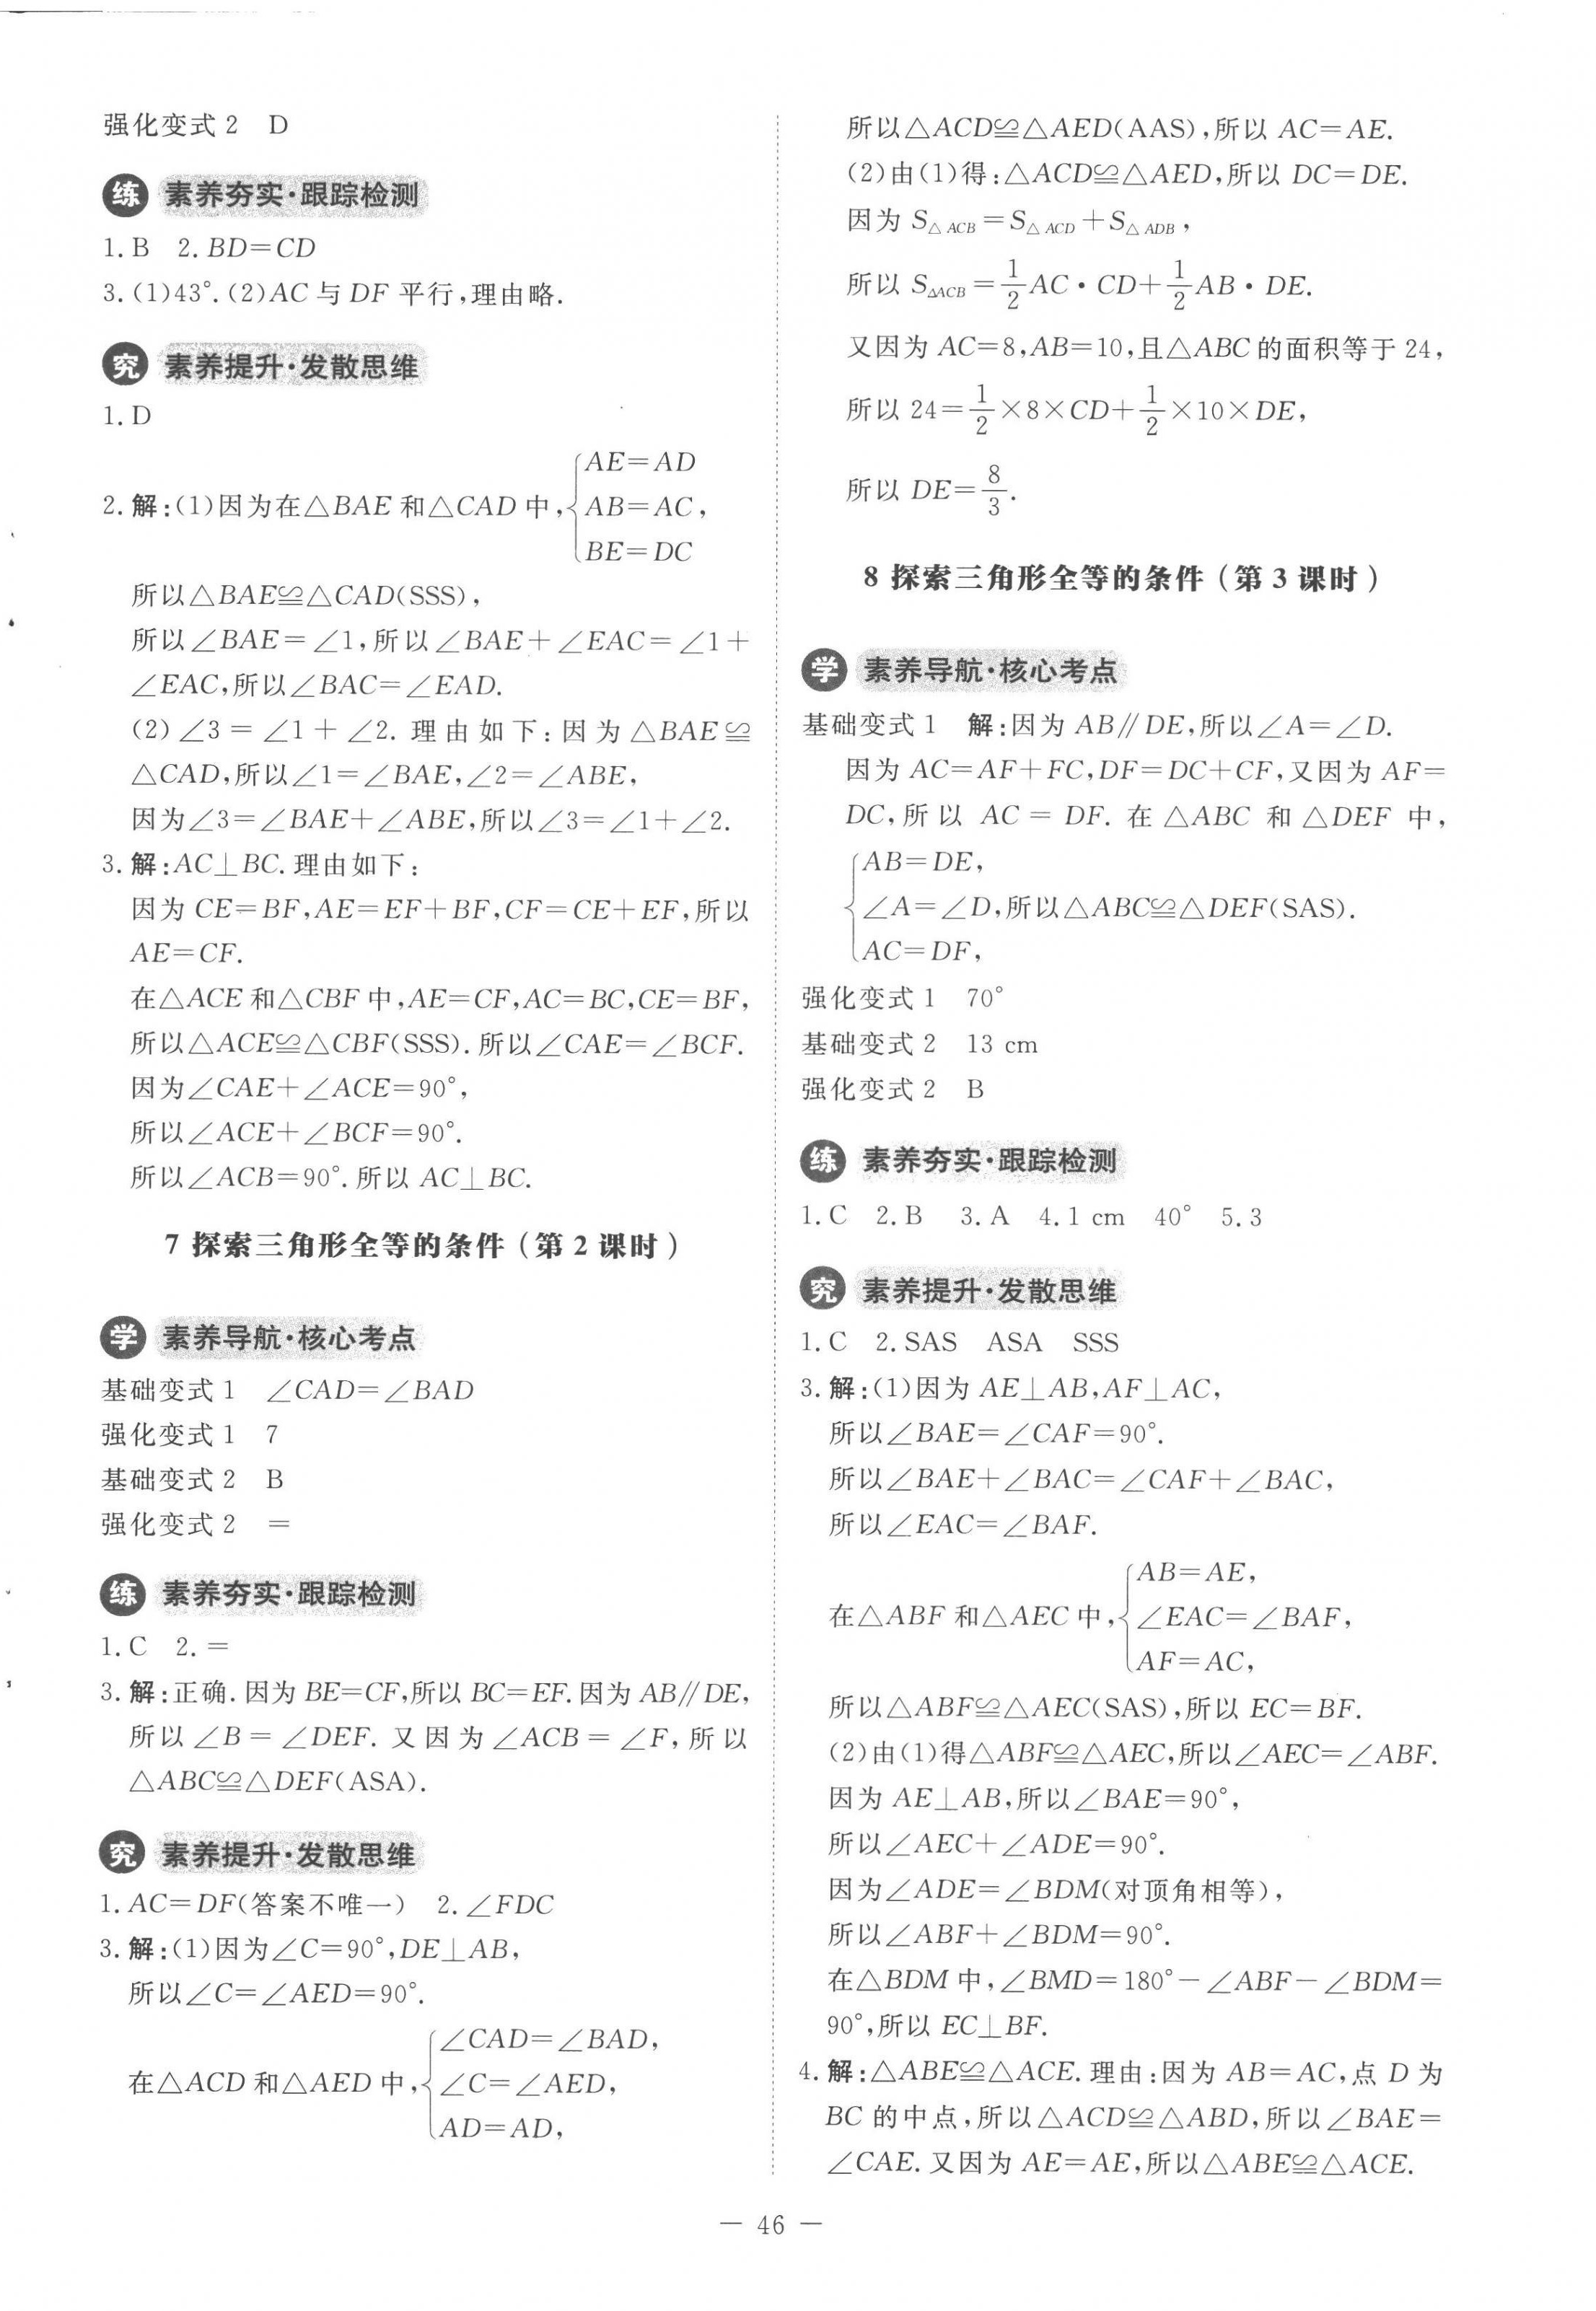 强化变式 2　D
练 素养夯实·跟踪检测
1. B　2. BD=CD
3. (1)43°. (2)AC 与 DF 平行,理由略.
究 素养提升·发散思维
1. D
2. 解:(1)因为在△BAE 和△CAD 中,{AE=AD
AB=AC,
BE=DC
所以△BAE≌△CAD(SSS),
所以∠BAE=∠1,所以∠BAE+∠EAC=∠1+
∠EAC,所以∠BAC=∠EAD.
(2)∠3=∠1+∠2. 理由如下:因为△BAE≌
△CAD,所以∠1=∠BAE,∠2=∠ABE,
因为∠3=∠BAE+∠ABE,所以∠3=∠1+∠2.
3. 解:AC⊥BC. 理由如下:
因为 CE=BF,AE=EF+BF,CF=CE+EF,所以
AE=CF.
在△ACE 和△CBF 中,AE=CF,AC=BC,CE=BF,
所以△ACE≌△CBF(SSS). 所以∠CAE=∠BCF.
因为∠CAE+∠ACE=90°,
所以∠ACE+∠BCF=90°.
所以∠ACB=90°. 所以 AC⊥BC.
7 探索三角形全等的条件(第 2 课时)
学 素养导航·核心考点
基础变式 1　∠CAD=∠BAD
强化变式 1　7
基础变式 2　B
强化变式 2　=
练 素养夯实·跟踪检测
1. C　2. =
3. 解:正确. 因为 BE=CF,所以 BC=EF. 因为 AB∥DE,
所以∠B=∠DEF. 又因为∠ACB=∠F,所以
△ABC≌△DEF(ASA).
究 素养提升·发散思维
1. AC=DF(答案不唯一)　2. ∠FDC
3. 解:(1)因为∠C=90°,DE⊥AB,
所以∠C=∠AED=90°.
在△ACD 和△AED 中,{∠CAD=∠BAD,
∠C=∠AED,
AD=AD,
所以△ACD≌△AED(AAS),所以 AC=AE.
(2)由(1)得:△ACD≌△AED,所以 DC=DE.
因为 S△ACB=S△ACD+S△ADB,
所以 S△ACB=1/2AC·CD+1/2AB·DE.
又因为 AC=8,AB=10,且△ABC 的面积等于 24,
所以 24=1/2×8×CD+1/2×10×DE,
所以 DE=8/3.
8 探索三角形全等的条件(第 3 课时)
学 素养导航·核心考点
基础变式 1　解:因为 AB∥DE,所以∠A=∠D.
因为 AC=AF+FC,DF=DC+CF,又因为 AF=
DC,所以 AC=DF. 在△ABC 和△DEF 中,
{AB=DE,
∠A=∠D,所以△ABC≌△DEF(SAS).
AC=DF,
强化变式 1　70°
基础变式 2　13 cm
强化变式 2　B
练 素养夯实·跟踪检测
1. C　2. B　3. A　4. 1 cm　40°　5. 3
究 素养提升·发散思维
1. C　2. SAS　ASA　SSS
3. 解:(1)因为 AE⊥AB,AF⊥AC,
所以∠BAE=∠CAF=90°.
所以∠BAE+∠BAC=∠CAF+∠BAC,
所以∠EAC=∠BAF.
在△ABF 和△AEC 中,{AB=AE,
∠EAC=∠BAF,
AF=AC,
所以△ABF≌△AEC(SAS),所以 EC=BF.
(2)由(1)得△ABF≌△AEC,所以∠AEC=∠ABF.
因为 AE⊥AB,所以∠BAE=90°,
所以∠AEC+∠ADE=90°.
因为∠ADE=∠BDM(对顶角相等),
所以∠ABF+∠BDM=90°.
在△BDM 中,∠BMD=180°-∠ABF-∠BDM=
90°,所以 EC⊥BF.
4. 解:△ABE≌△ACE. 理由:因为 AB=AC,点 D 为
BC 的中点,所以△ACD≌△ABD,所以∠BAE=
∠CAE. 又因为 AE=AE,所以△ABE≌△ACE.
— 46 —